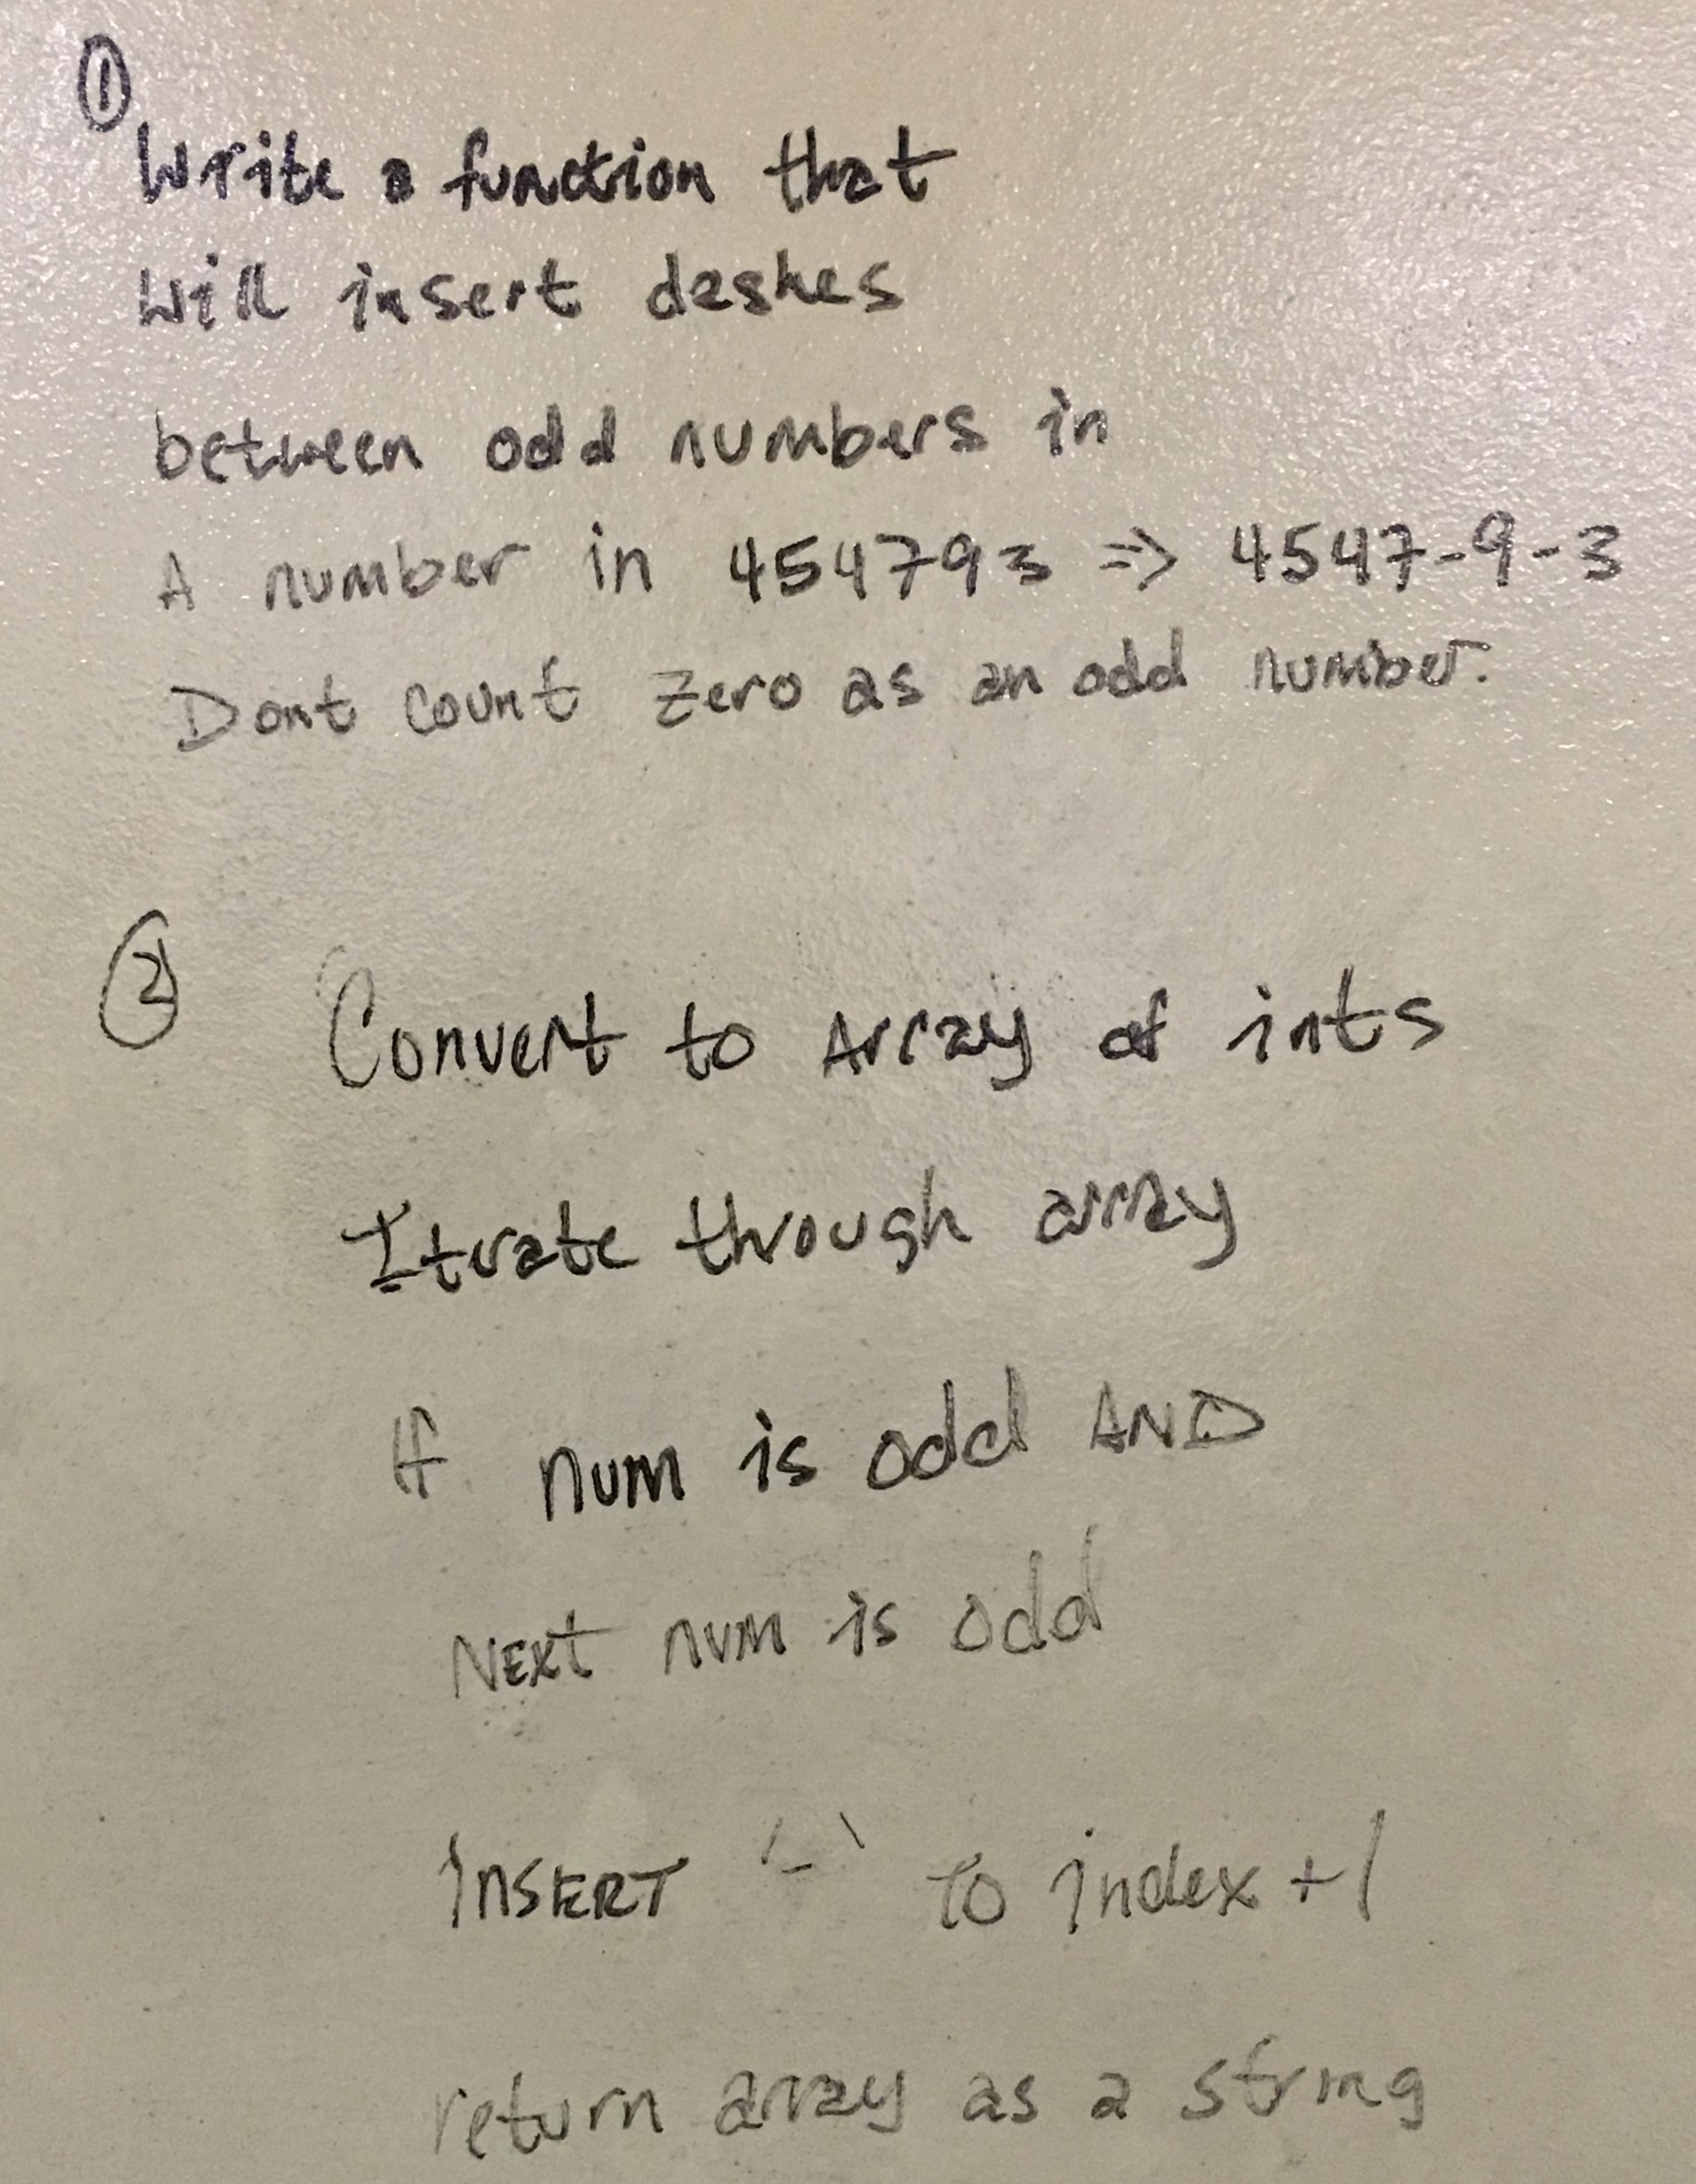 ①
Write a function that
will insert dashes
between odd numbers in
A number in 454793 => 4547-9-3
Dont count zero as an odd number.
②
Convert to Array of ints
Iterate through array
If num is odd AND
NEXT num is odd
INSERT '-' to index +1
return array as a string